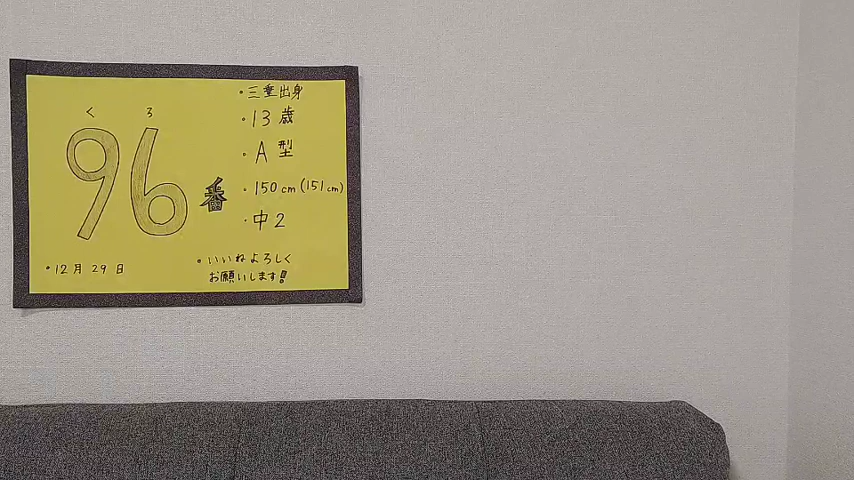 くろ
96番
・12月29日
・三重出身
・13歳
・A型
・150cm(151cm)
・中2
・いいねよろしく
お願いします!